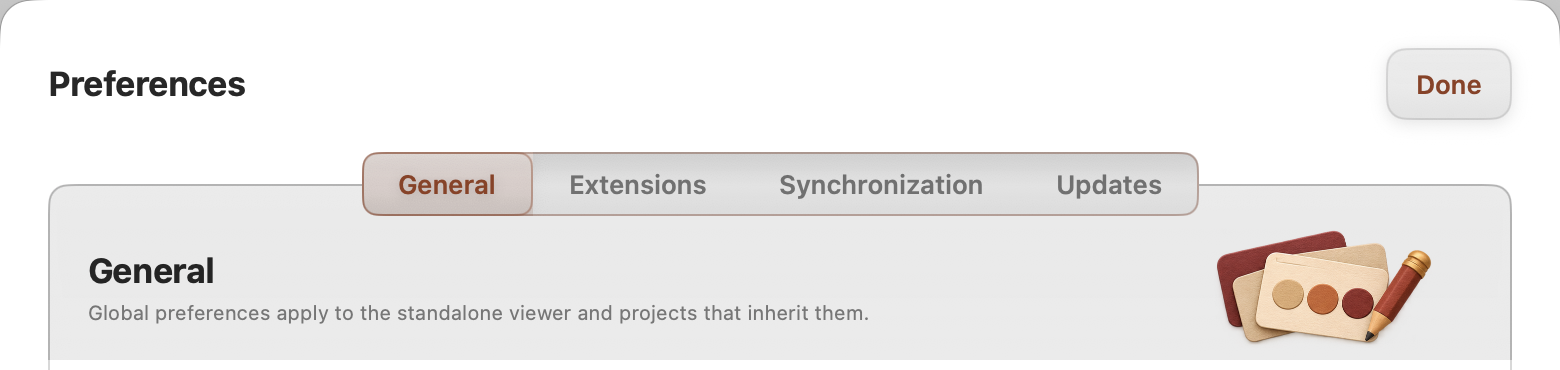 Preferences
Done
General
Extensions
Synchronization
Updates
General
Global preferences apply to the standalone viewer and projects that inherit them.